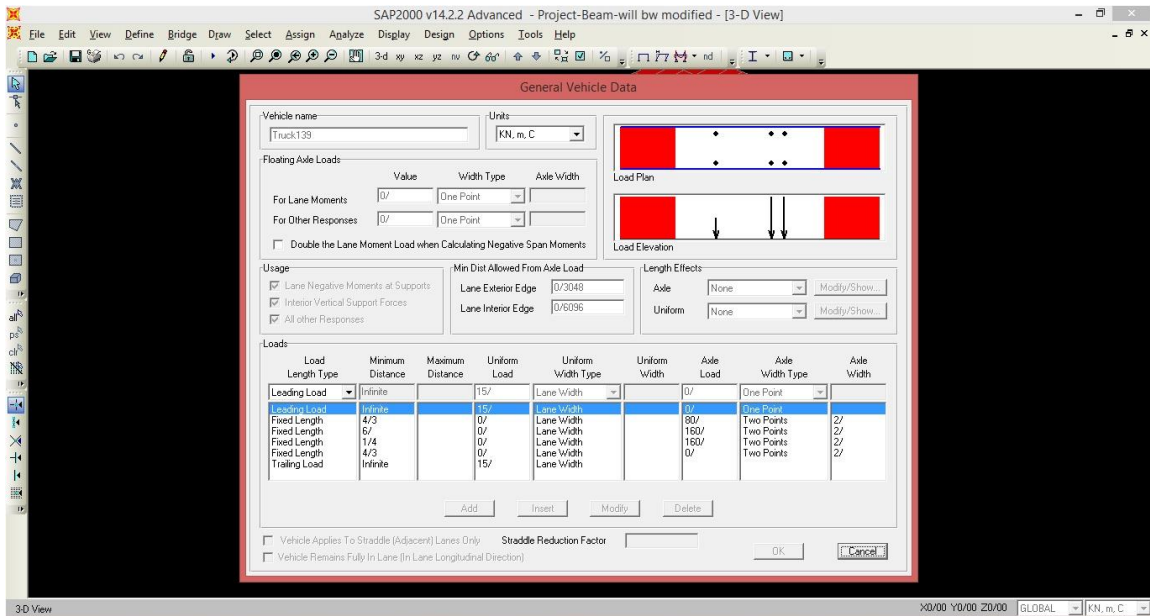 SAP2000 v14.2.2 Advanced - Project-Beam-will bw modified - [3-D View]
File Edit View Define Bridge Draw Select Assign Analyze Display Design Options Tools Help
3-d xy xz yz nv nd
General Vehicle Data
Vehicle name
Truck139
Units
KN, m, C
Floating Axle Loads
Value Width Type Axle Width
For Lane Moments 0/ One Point
For Other Responses 0/ One Point
Double the Lane Moment Load when Calculating Negative Span Moments
Load Plan
Load Elevation
Usage
Lane Negative Moments at Supports
Interior Vertical Support Forces
All other Responses
Min Dist Allowed From Axle Load
Lane Exterior Edge 0/3048
Lane Interior Edge 0/6096
Length Effects
Axle None Modify/Show...
Uniform None Modify/Show...
Loads
Load Length Type Minimum Distance Maximum Distance Uniform Load Uniform Width Type Uniform Width Axle Load Axle Width Type Axle Width
Leading Load Infinite 15/ Lane Width 0/ One Point
Leading Load Infinite 15/ Lane Width 0/ One Point
Fixed Length 4/3 0/ Lane Width 80/ Two Points 2/
Fixed Length 6/ 0/ Lane Width 160/ Two Points 2/
Fixed Length 1/4 0/ Lane Width 160/ Two Points 2/
Fixed Length 4/3 0/ Lane Width 0/ Two Points 2/
Trailing Load Infinite 15/ Lane Width
Add Insert Modify Delete
Vehicle Applies To Straddle (Adjacent) Lanes Only Straddle Reduction Factor
Vehicle Remains Fully In Lane (In Lane Longitudinal Direction)
OK Cancel
all
ps
clr
3-D View X0/00 Y0/00 Z0/00 GLOBAL KN, m, C